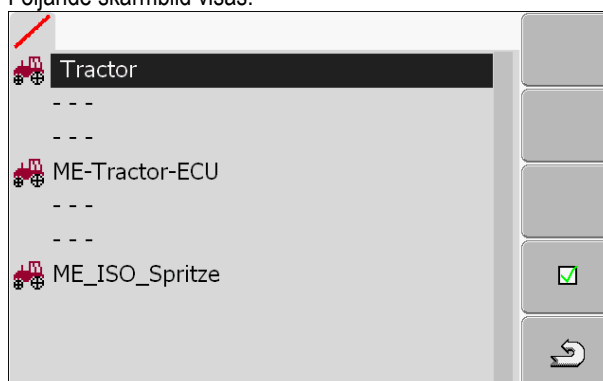 Följande skärmbild visas:
Tractor
- - -
- - -
ME-Tractor-ECU
- - -
- - -
ME_ISO_Spritze